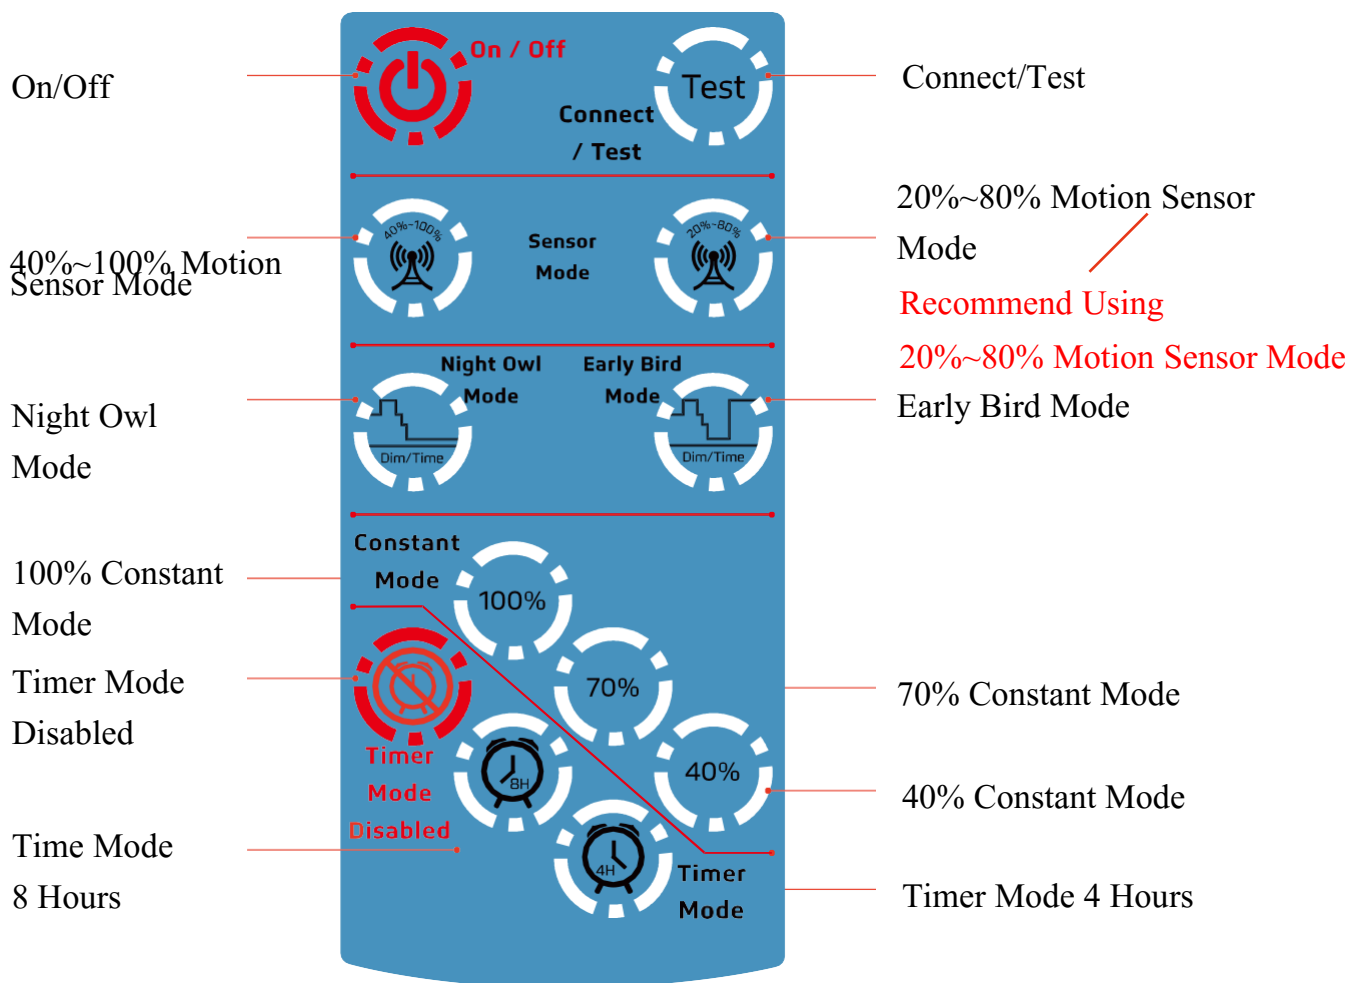 On/Off
On / Off
Test
Connect/Test
Connect
/ Test
40%~100% Motion
Sensor Mode
40%~100%
Sensor
Mode
20%~80%
20%~80% Motion Sensor
Mode
Recommend Using
20%~80% Motion Sensor Mode
Night Owl
Mode
Early Bird
Mode
Night Owl
Mode
Dim/Time
Dim/Time
Early Bird Mode
100% Constant
Mode
Constant
Mode
100%
Timer Mode
Disabled
70%
70% Constant Mode
Timer
Mode
Disabled
8H
40%
40% Constant Mode
Time Mode
8 Hours
4H
Timer
Mode
Timer Mode 4 Hours